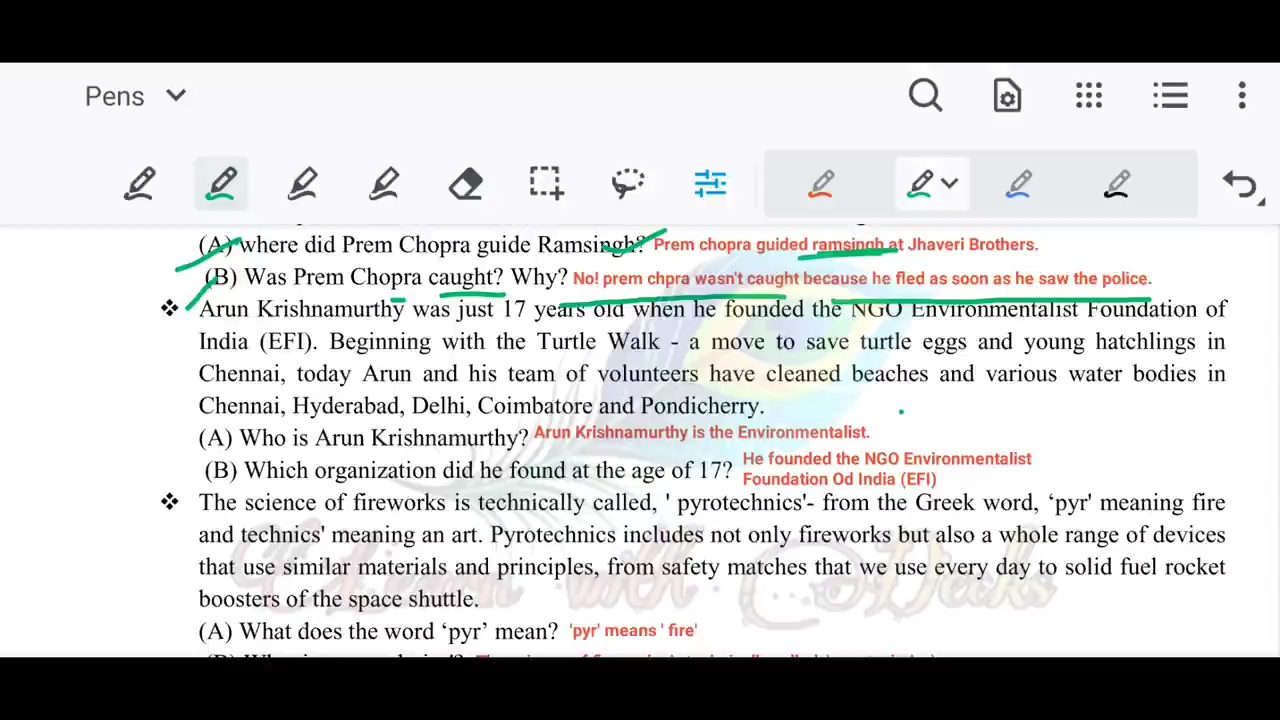 Pens
(A) where did Prem Chopra guide Ramsingh? Prem chopra guided ramsingh at Jhaveri Brothers.
(B) Was Prem Chopra caught? Why? No! prem chpra wasn't caught because he fled as soon as he saw the police.
❖ Arun Krishnamurthy was just 17 years old when he founded the NGO Environmentalist Foundation of
India (EFI). Beginning with the Turtle Walk - a move to save turtle eggs and young hatchlings in
Chennai, today Arun and his team of volunteers have cleaned beaches and various water bodies in
Chennai, Hyderabad, Delhi, Coimbatore and Pondicherry.
(A) Who is Arun Krishnamurthy? Arun Krishnamurthy is the Environmentalist.
(B) Which organization did he found at the age of 17? He founded the NGO Environmentalist
Foundation Od India (EFI)
❖ The science of fireworks is technically called, ' pyrotechnics'- from the Greek word, ‘pyr' meaning fire
and technics' meaning an art. Pyrotechnics includes not only fireworks but also a whole range of devices
that use similar materials and principles, from safety matches that we use every day to solid fuel rocket
boosters of the space shuttle.
(A) What does the word ‘pyr’ mean? 'pyr' means ' fire'